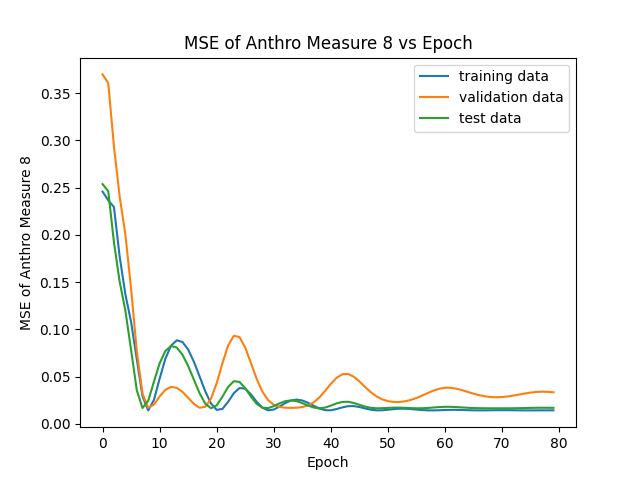 MSE of Anthro Measure 8 vs Epoch
training data
validation data
test data
MSE of Anthro Measure 8
0.35
0.30
0.25
0.20
0.15
0.10
0.05
0.00
0 10 20 30 40 50 60 70 80
Epoch